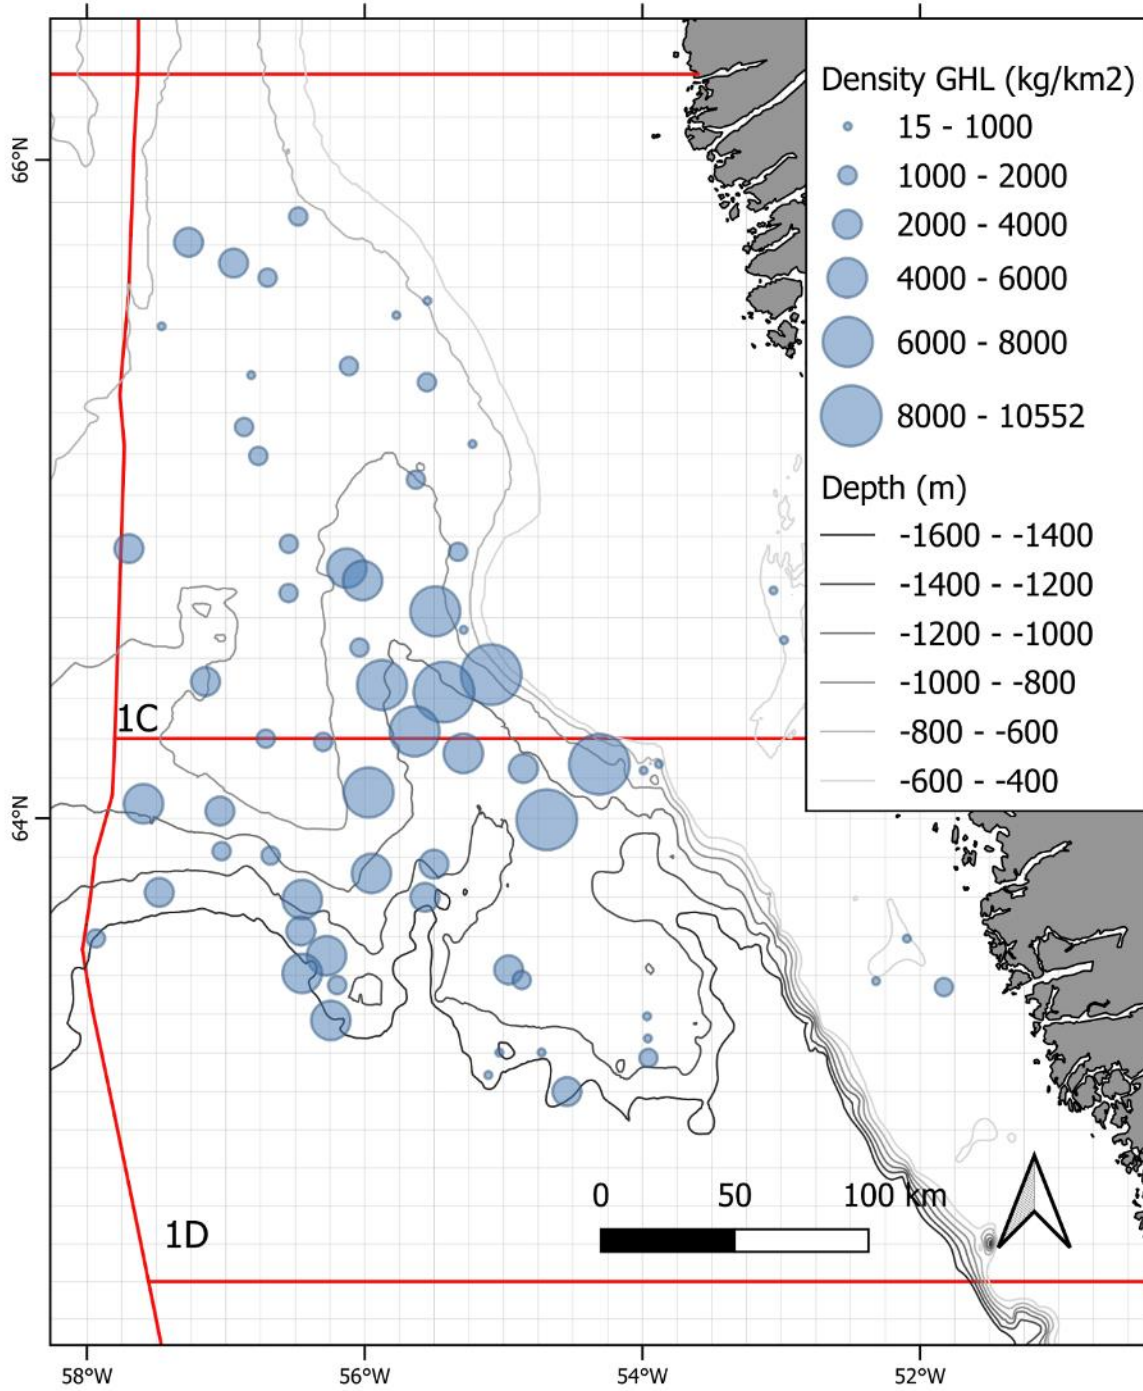 Density GHL (kg/km2)
15 - 1000
1000 - 2000
2000 - 4000
4000 - 6000
6000 - 8000
8000 - 10552
Depth (m)
-1600 - -1400
-1400 - -1200
-1200 - -1000
-1000 - -800
-800 - -600
-600 - -400
66°N
1C
64°N
0 50 100 km
1D
58°W 56°W 54°W 52°W